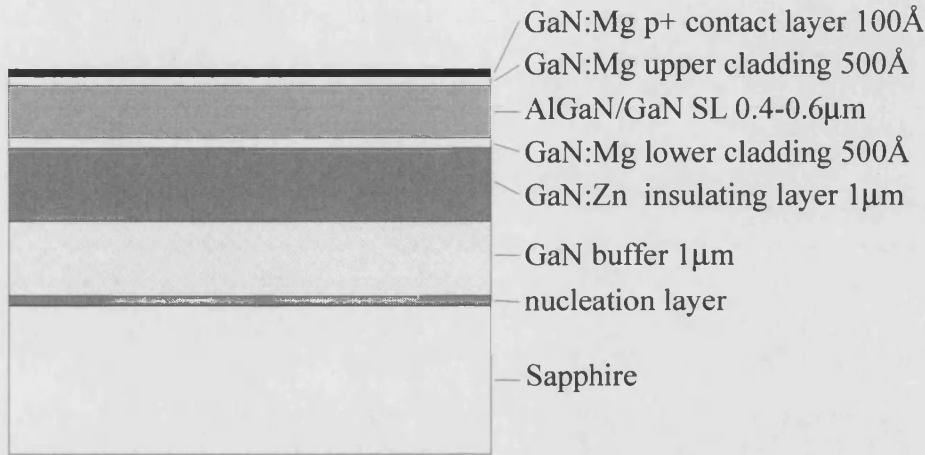 GaN:Mg p+ contact layer 100Å
GaN:Mg upper cladding 500Å
AlGaN/GaN SL 0.4-0.6μm
GaN:Mg lower cladding 500Å
GaN:Zn insulating layer 1μm
GaN buffer 1μm
nucleation layer
Sapphire